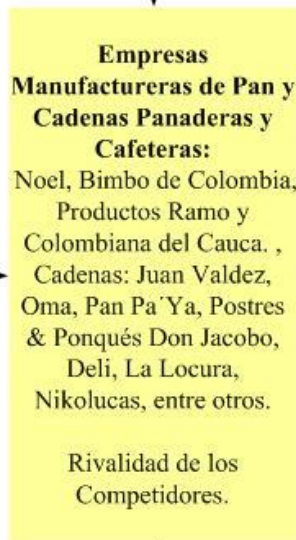 Empresas
Manufactureras de Pan y
Cadenas Panaderas y
Cafeteras:
Noel, Bimbo de Colombia,
Productos Ramo y
Colombiana del Cauca. ,
Cadenas: Juan Valdez,
Oma, Pan Pa´Ya, Postres
& Ponqués Don Jacobo,
Deli, La Locura,
Nikolucas, entre otros.
Rivalidad de los
Competidores.